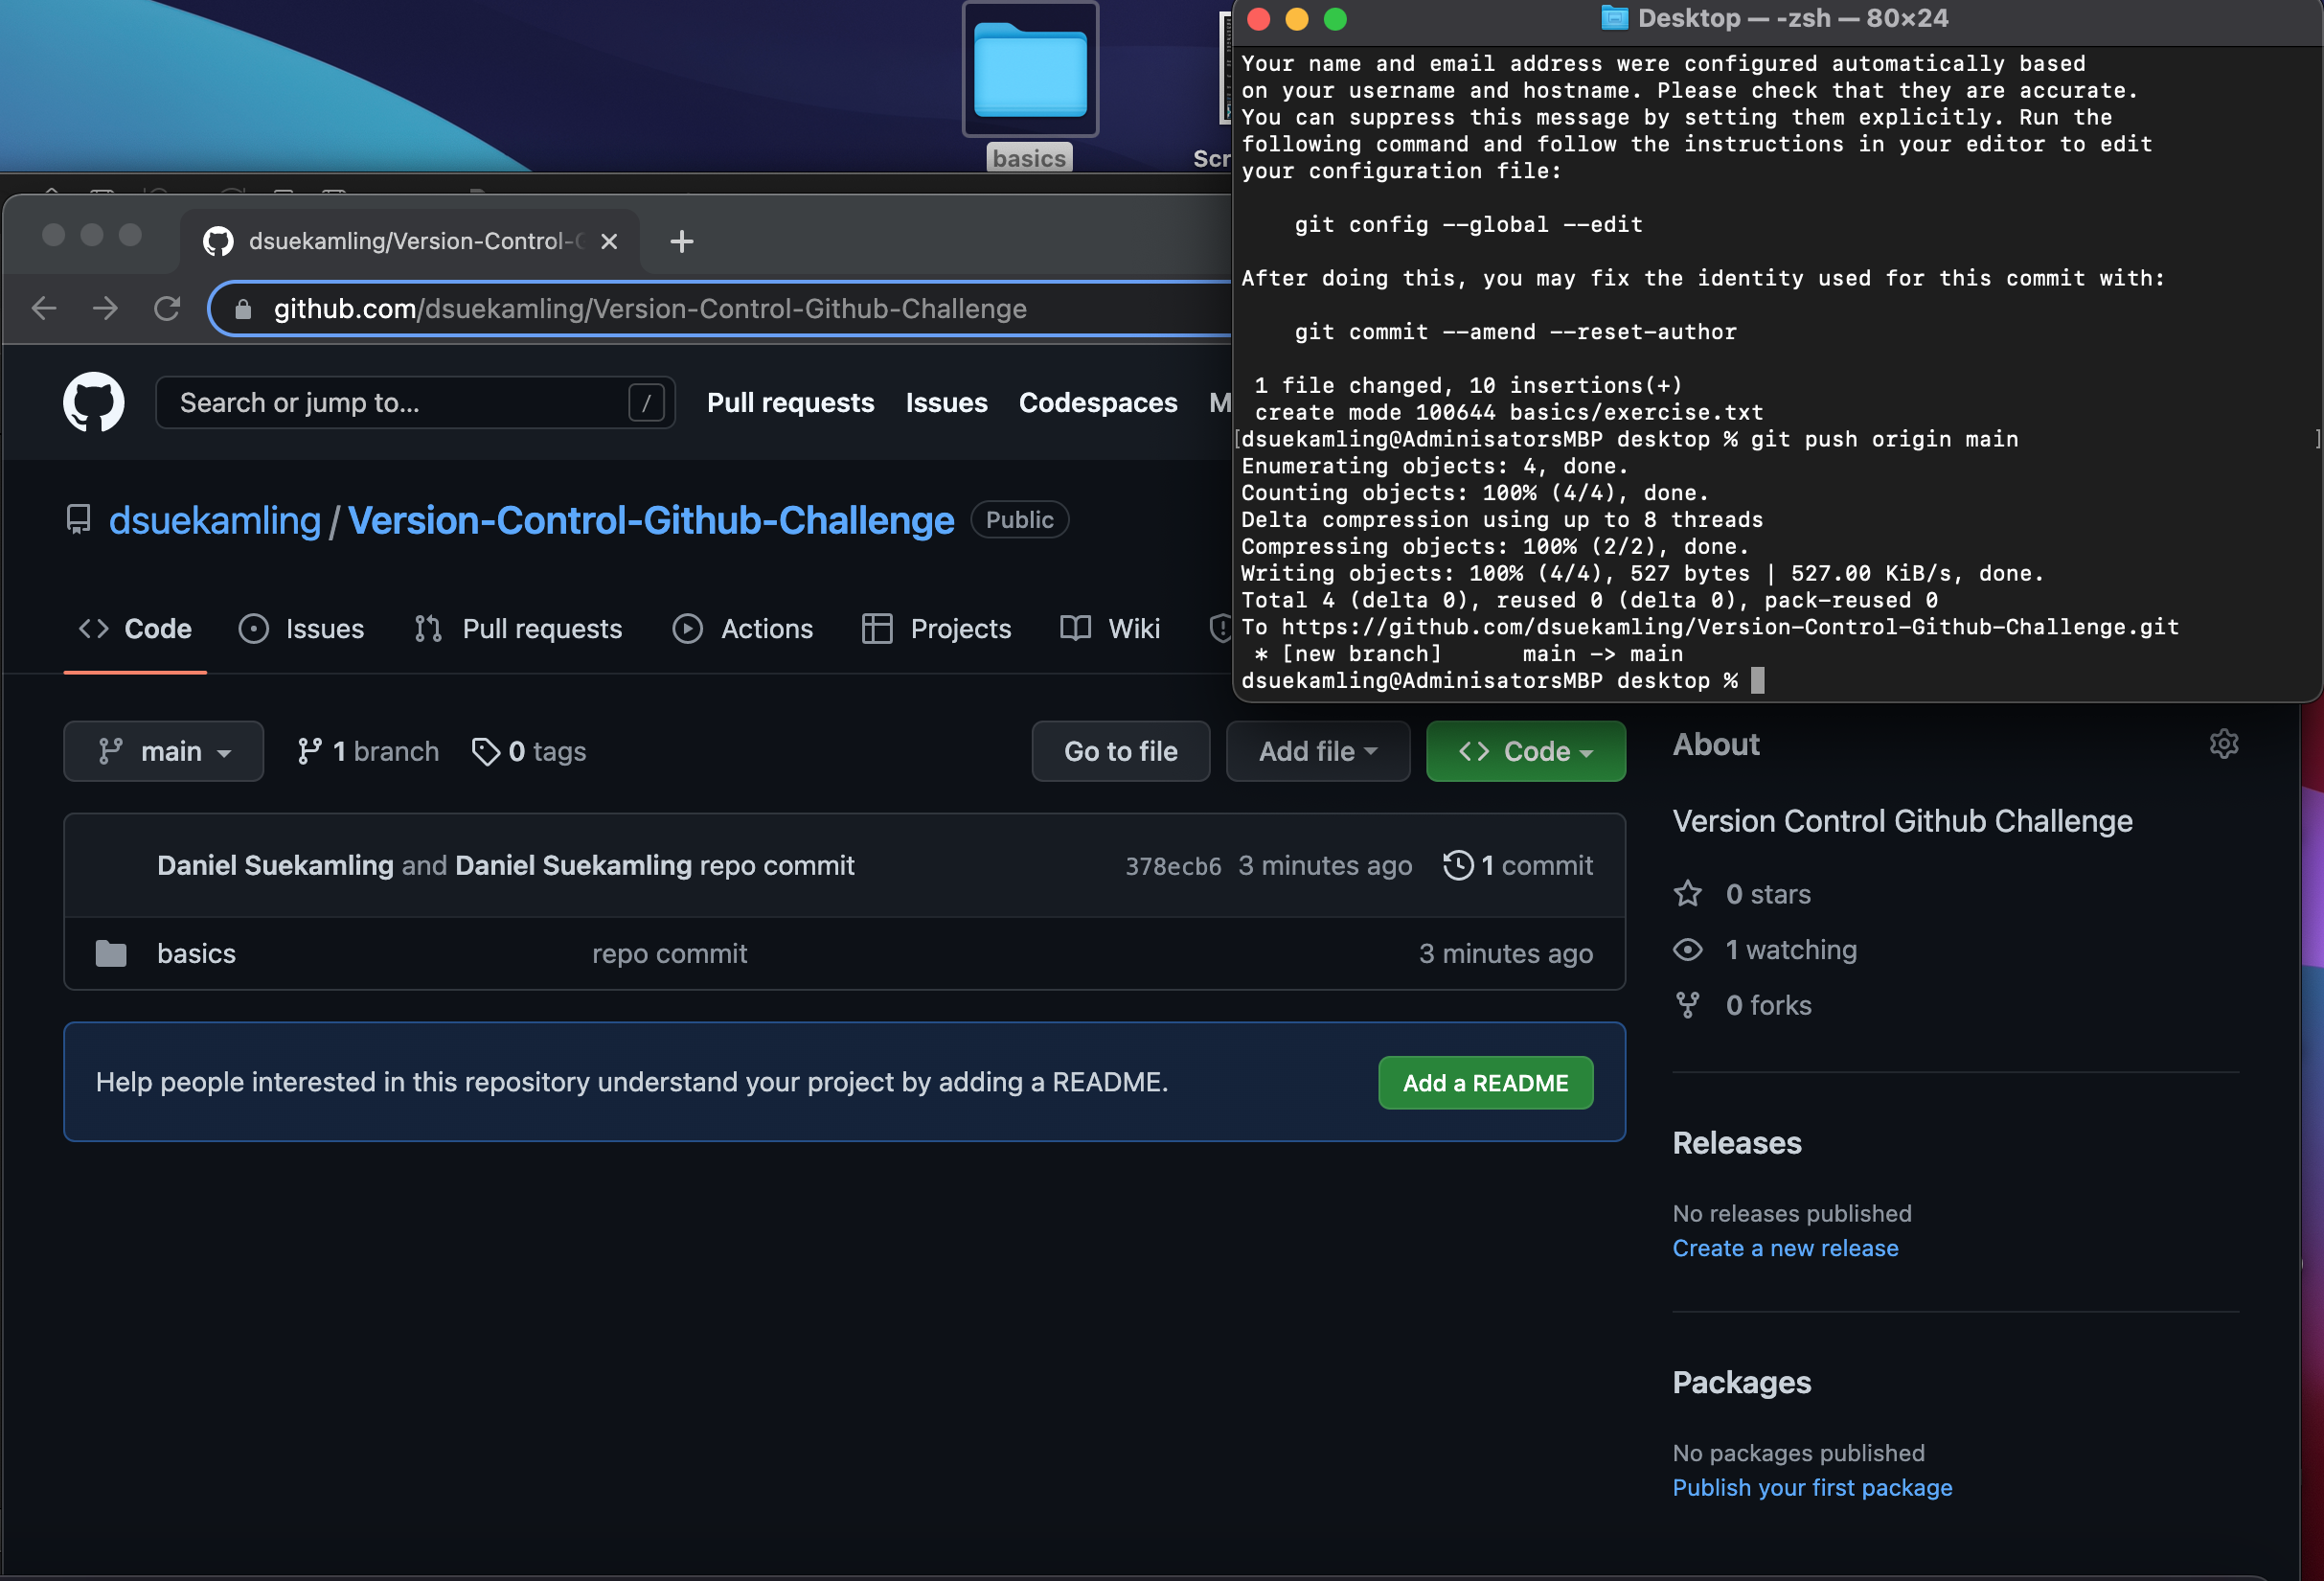 basics
Scr
Desktop — -zsh — 80×24
Your name and email address were configured automatically based
on your username and hostname. Please check that they are accurate.
You can suppress this message by setting them explicitly. Run the
following command and follow the instructions in your editor to edit
your configuration file:
git config --global --edit
After doing this, you may fix the identity used for this commit with:
git commit --amend --reset-author
1 file changed, 10 insertions(+)
create mode 100644 basics/exercise.txt
[dsuekamling@AdminisatorsMBP desktop % git push origin main ]
Enumerating objects: 4, done.
Counting objects: 100% (4/4), done.
Delta compression using up to 8 threads
Compressing objects: 100% (2/2), done.
Writing objects: 100% (4/4), 527 bytes | 527.00 KiB/s, done.
Total 4 (delta 0), reused 0 (delta 0), pack-reused 0
To https://github.com/dsuekamling/Version-Control-Github-Challenge.git
* [new branch] main -> main
dsuekamling@AdminisatorsMBP desktop %
dsuekamling/Version-Control-
github.com/dsuekamling/Version-Control-Github-Challenge
Search or jump to... /
Pull requests Issues Codespaces M
dsuekamling / Version-Control-Github-Challenge Public
Code Issues Pull requests Actions Projects Wiki
main 1 branch 0 tags Go to file Add file Code
Daniel Suekamling and Daniel Suekamling repo commit 378ecb6 3 minutes ago 1 commit
basics repo commit 3 minutes ago
Help people interested in this repository understand your project by adding a README. Add a README
About
Version Control Github Challenge
0 stars
1 watching
0 forks
Releases
No releases published
Create a new release
Packages
No packages published
Publish your first package